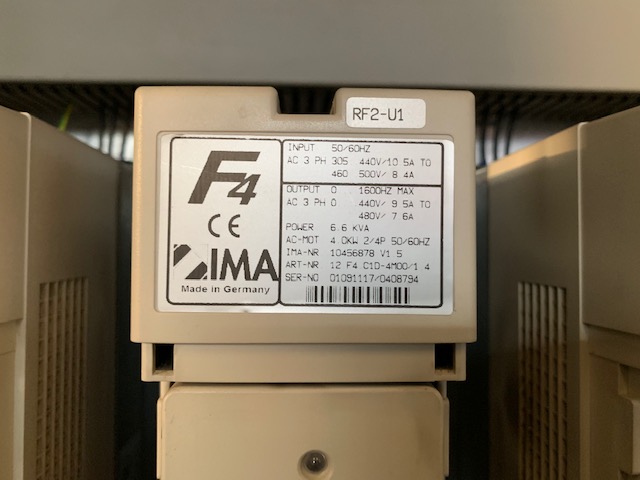 RF2-U1
F4
CE
IMA
Made in Germany
INPUT 50/60HZ
AC 3 PH 305 440V/10.5A TO
460 500V/ 8.4A
OUTPUT 0 1600HZ MAX
AC 3 PH 0 440V/ 9.5A TO
480V/ 7.6A
POWER 6.6 KVA
AC-MOT 4.0KW 2/4P 50/60HZ
IMA-NR 10456878 V1.5
ART-NR 12.F4.C1D-4M00/1.4
SER-NO 01091117/0408794